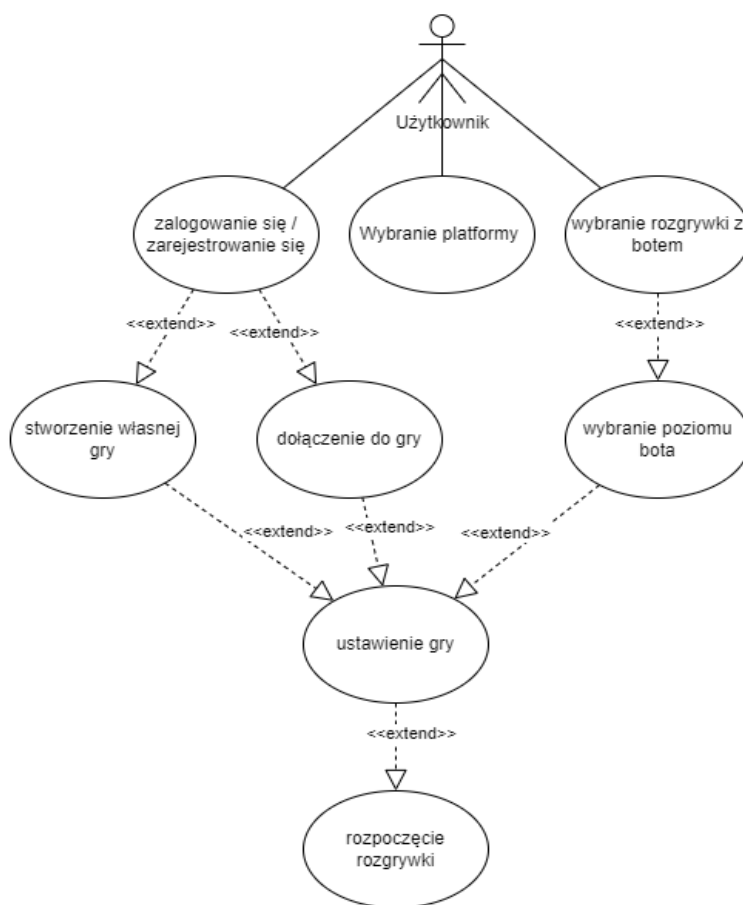 Użytkownik
zalogowanie się /
zarejestrowanie się
Wybranie platformy
wybranie rozgrywki z
botem
<<extend>>
<<extend>>
<<extend>>
stworzenie własnej
gry
dołączenie do gry
wybranie poziomu
bota
<<extend>>
<<extend>>
<<extend>>
ustawienie gry
<<extend>>
rozpoczęcie
rozgrywki